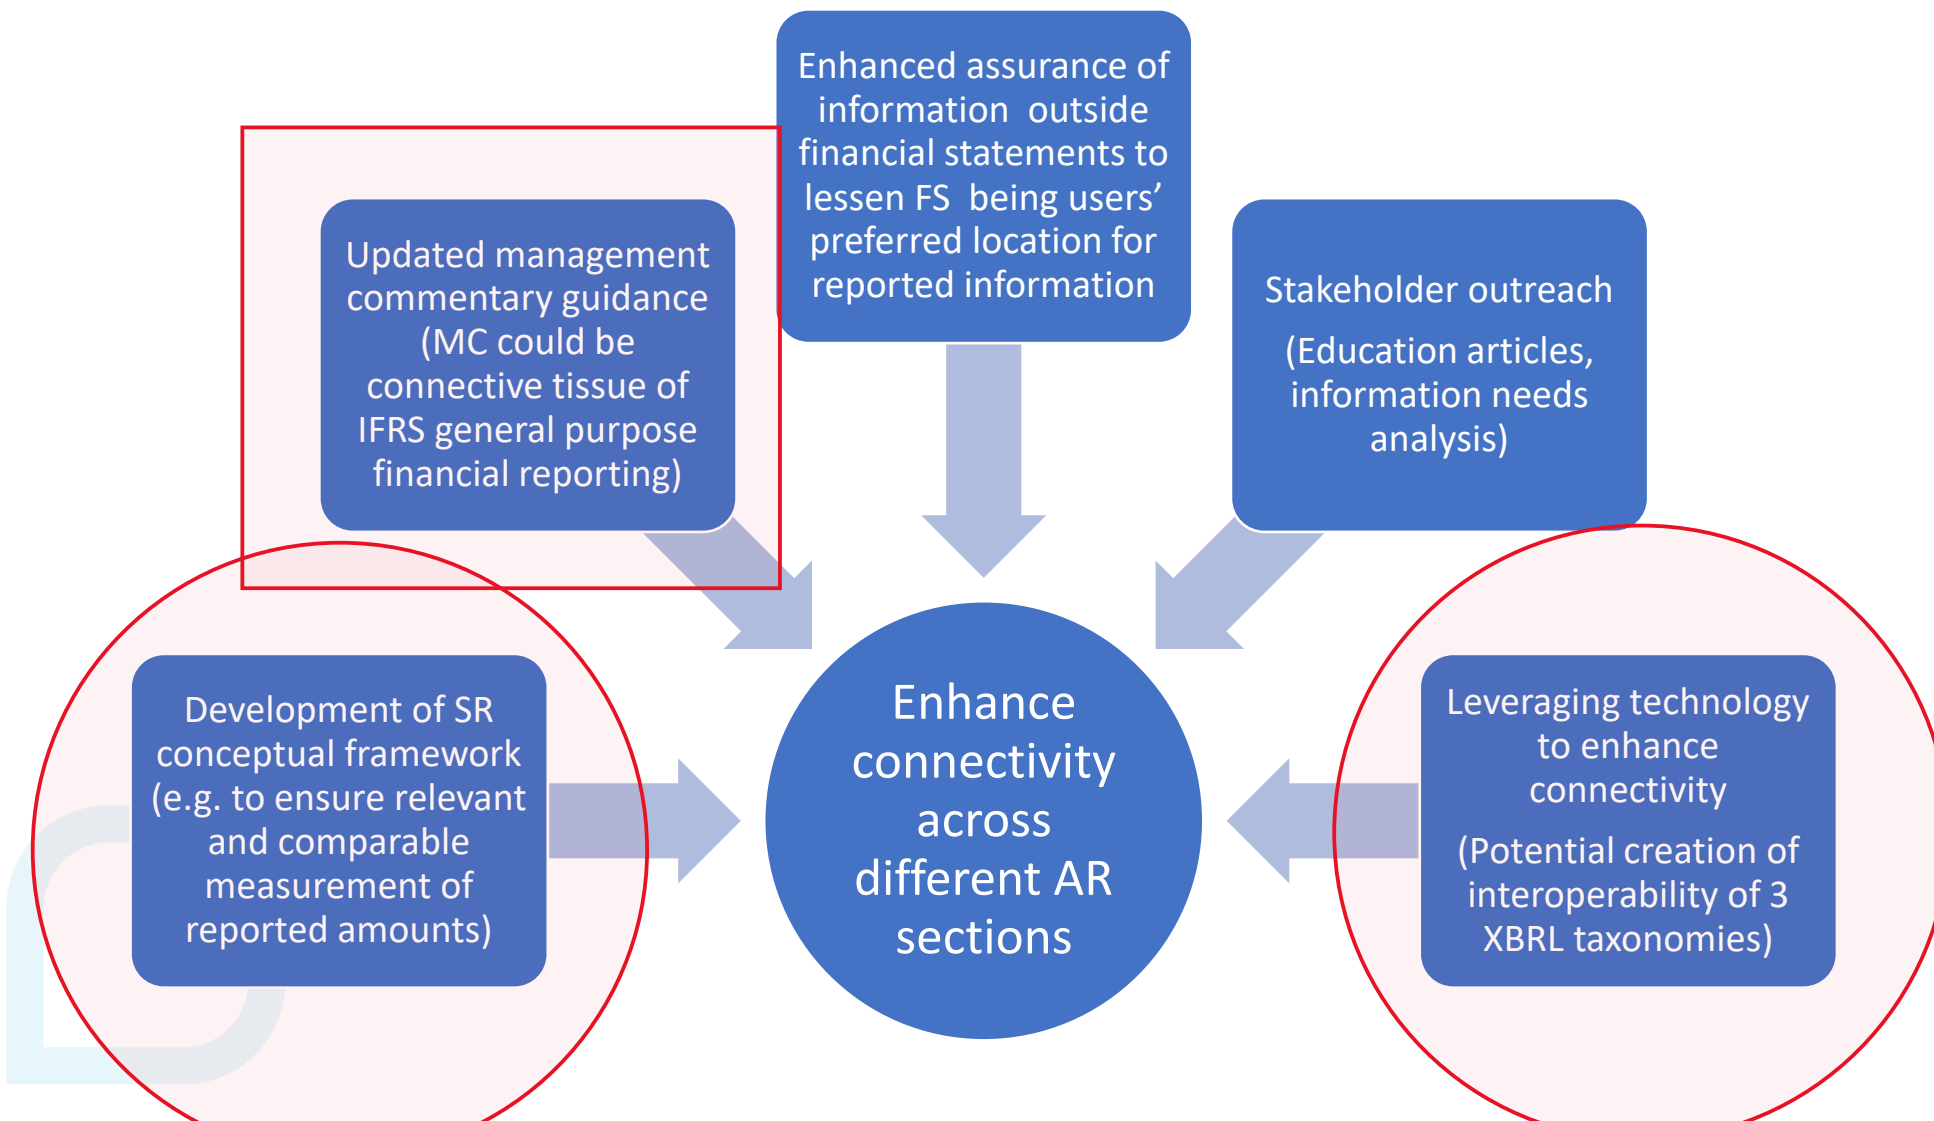 Enhanced assurance of
information outside
financial statements to
lessen FS being users’
preferred location for
reported information
Updated management
commentary guidance
(MC could be
connective tissue of
IFRS general purpose
financial reporting)
Stakeholder outreach
(Education articles,
information needs
analysis)
Development of SR
conceptual framework
(e.g. to ensure relevant
and comparable
measurement of
reported amounts)
Enhance
connectivity
across
different AR
sections
Leveraging technology
to enhance
connectivity
(Potential creation of
interoperability of 3
XBRL taxonomies)